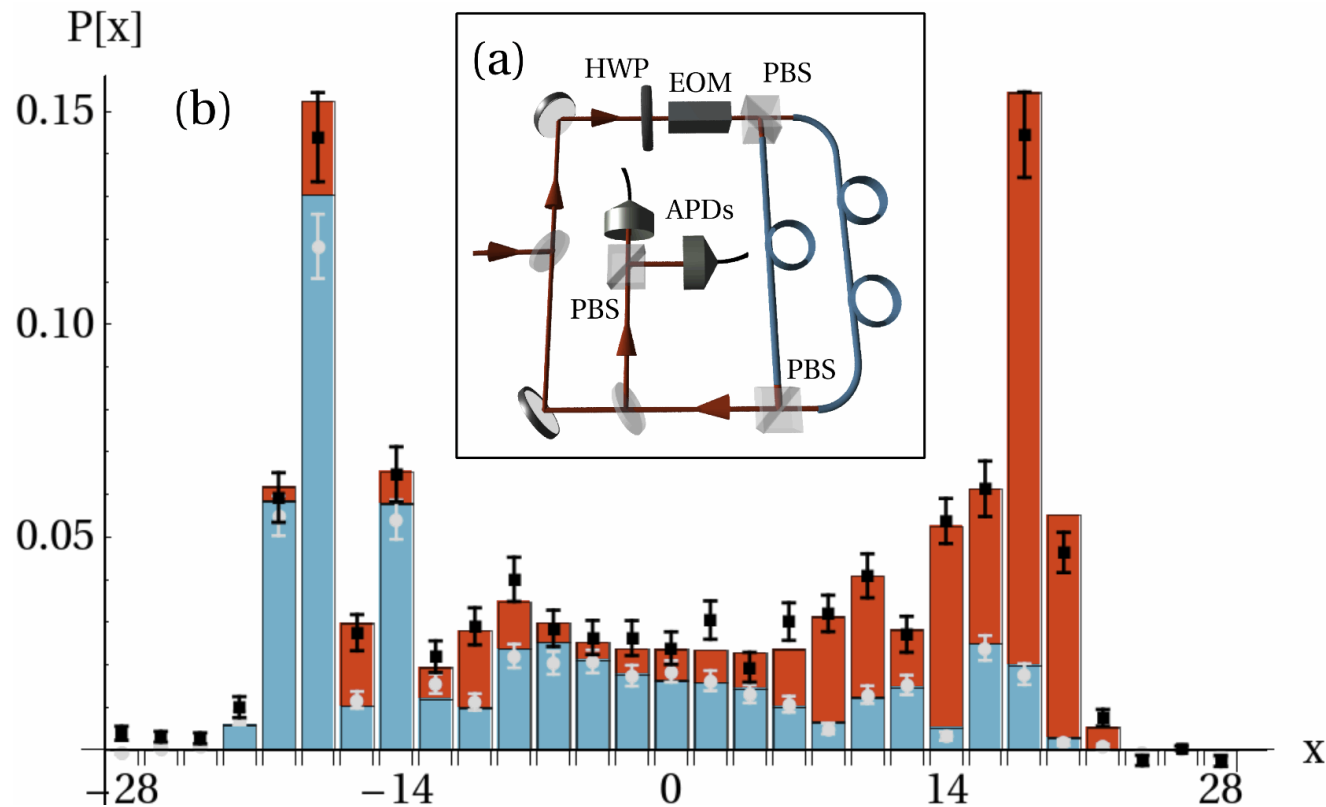 P[x]
(a)
HWP
EOM
PBS
0.15
(b)
APDs
PBS
0.10
PBS
0.05
x
−28
−14
0
14
28